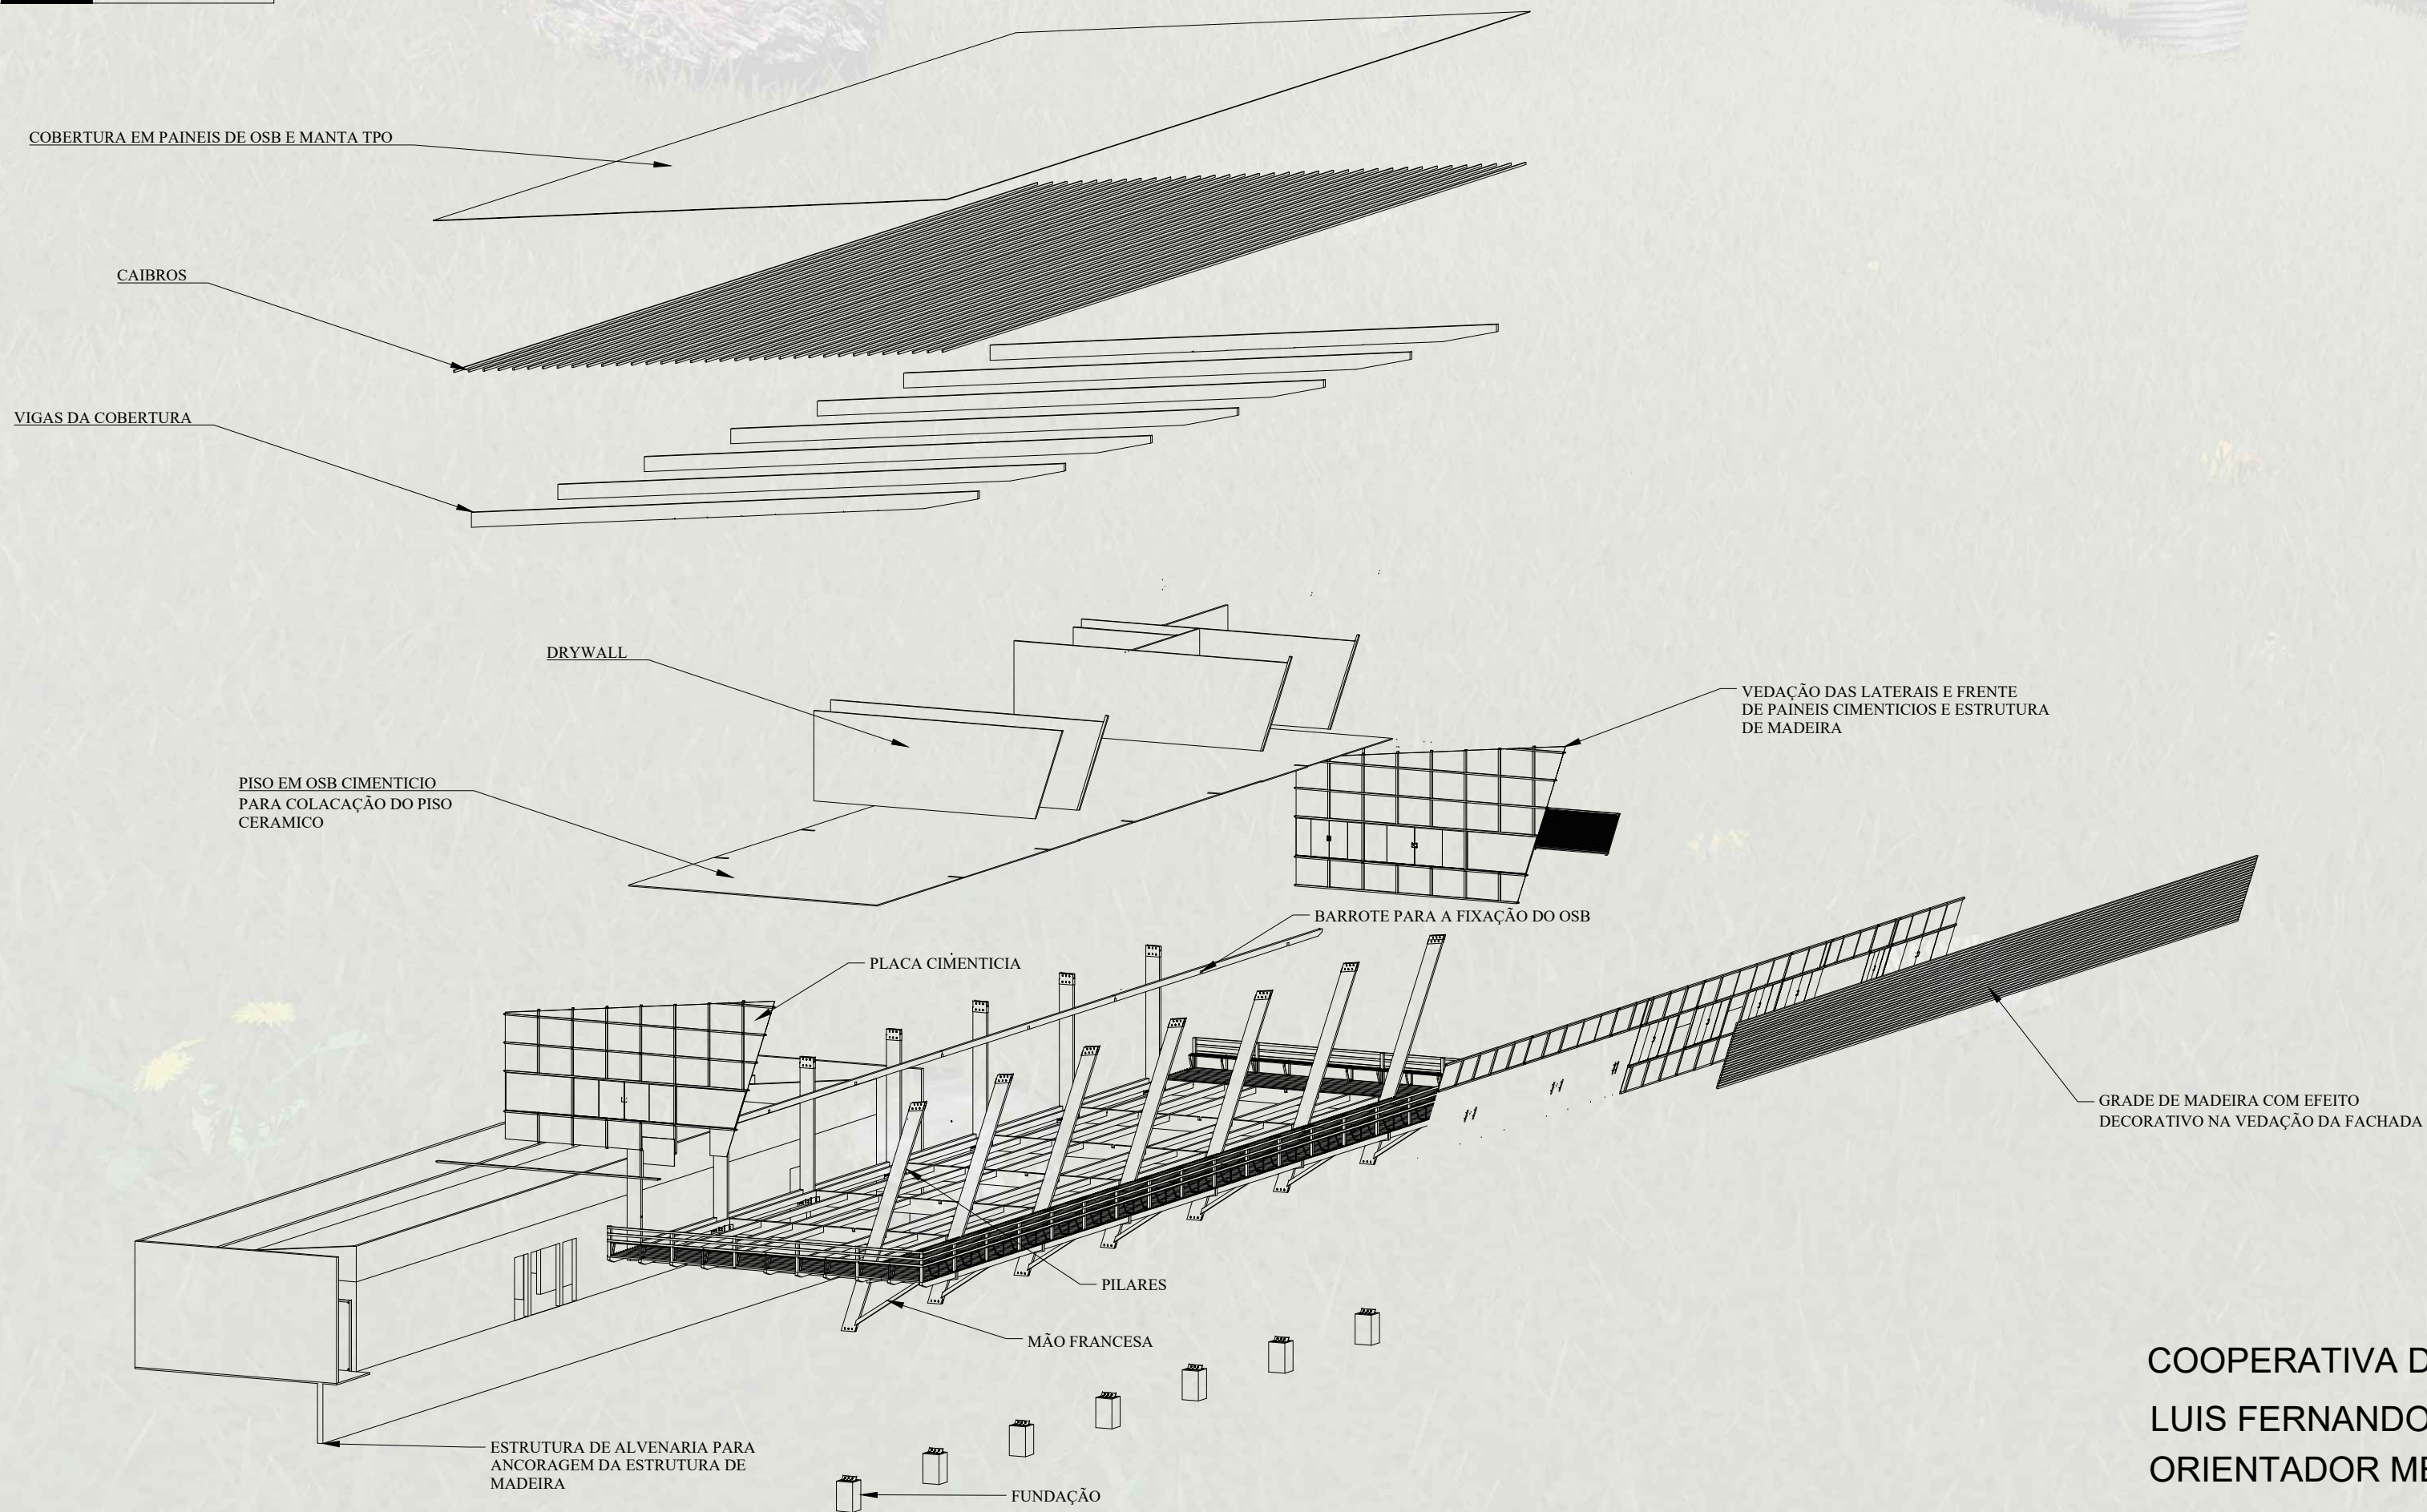 COBERTURA EM PAINEIS DE OSB E MANTA TPO
CAIBROS
VIGAS DA COBERTURA
DRYWALL
VEDAÇÃO DAS LATERAIS E FRENTE
DE PAINEIS CIMENTICIOS E ESTRUTURA
DE MADEIRA
PISO EM OSB CIMENTICIO
PARA COLACAÇÃO DO PISO
CERAMICO
BARROTE PARA A FIXAÇÃO DO OSB
PLACA CIMENTICIA
GRADE DE MADEIRA COM EFEITO
DECORATIVO NA VEDAÇÃO DA FACHADA
PILARES
MÃO FRANCESA
ESTRUTURA DE ALVENARIA PARA
ANCORAGEM DA ESTRUTURA DE
MADEIRA
FUNDAÇÃO
COOPERATIVA D
LUIS FERNANDO
ORIENTADOR ME